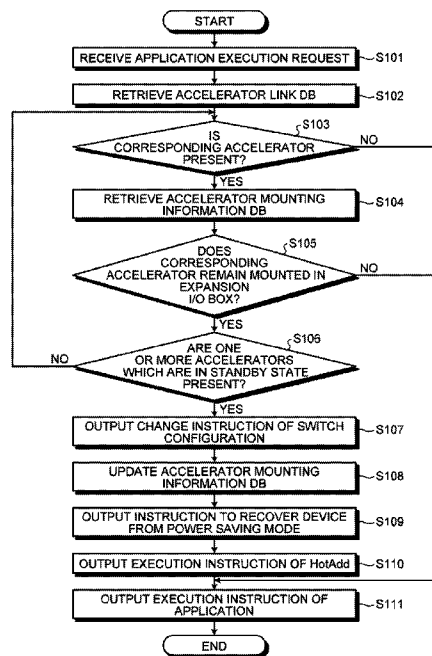 START
RECEIVE APPLICATION EXECUTION REQUEST
S101
RETRIEVE ACCELERATOR LINK DB
S102
S103
IS
CORRESPONDING ACCELERATOR
PRESENT?
NO
YES
RETRIEVE ACCELERATOR MOUNTING
INFORMATION DB
S104
S105
DOES
CORRESPONDING
ACCELERATOR REMAIN MOUNTED IN
EXPANSION
I/O BOX?
NO
YES
S106
ARE ONE
OR MORE ACCELERATORS
WHICH ARE IN STANDBY STATE
PRESENT?
NO
YES
OUTPUT CHANGE INSTRUCTION OF SWITCH
CONFIGURATION
S107
UPDATE ACCELERATOR MOUNTING
INFORMATION DB
S108
OUTPUT INSTRUCTION TO RECOVER DEVICE
FROM POWER SAVING MODE
S109
OUTPUT EXECUTION INSTRUCTION OF HotAdd
S110
OUTPUT EXECUTION INSTRUCTION OF
APPLICATION
S111
END